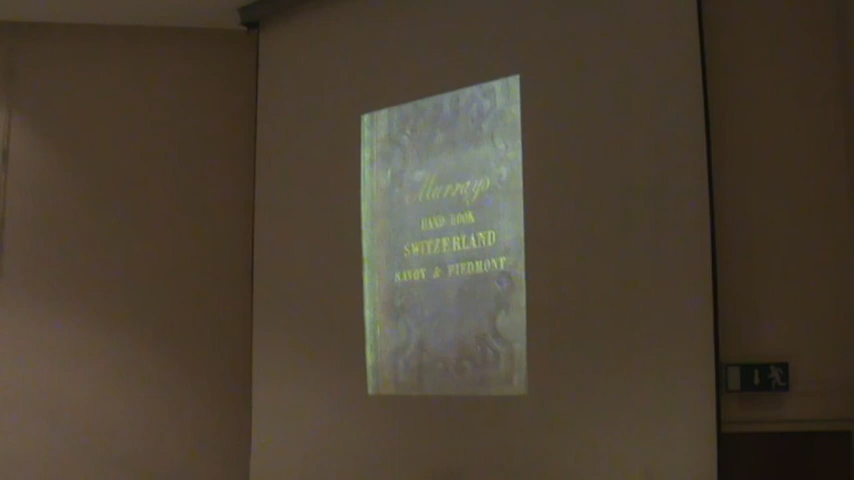 Murray's
HAND-BOOK
SWITZERLAND
SAVOY & PIEDMONT